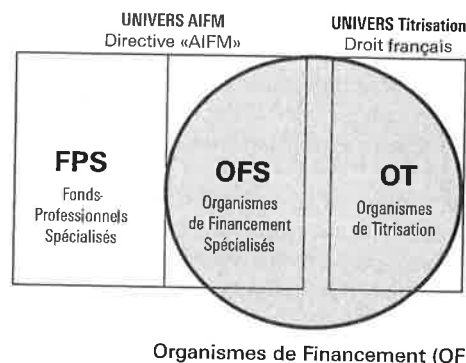 UNIVERS AIFM
Directive «AIFM»
UNIVERS Titrisation
Droit français
FPS
Fonds-
Professionnels
Spécialisés
OFS
Organismes
de Financement
Spécialisés
OT
Organismes
de Titrisation
Organismes de Financement (OF